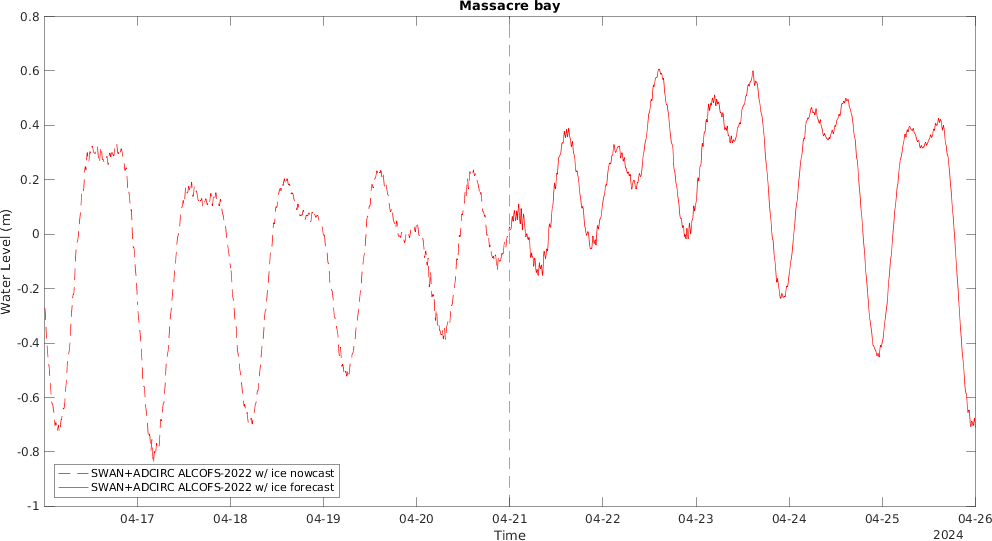 Massacre bay
Water Level (m)
0.8
0.6
0.4
0.2
0
-0.2
-0.4
-0.6
-0.8
-1
SWAN+ADCIRC ALCOFS-2022 w/ ice nowcast
SWAN+ADCIRC ALCOFS-2022 w/ ice forecast
04-17 04-18 04-19 04-20 04-21 04-22 04-23 04-24 04-25 04-26
Time
2024